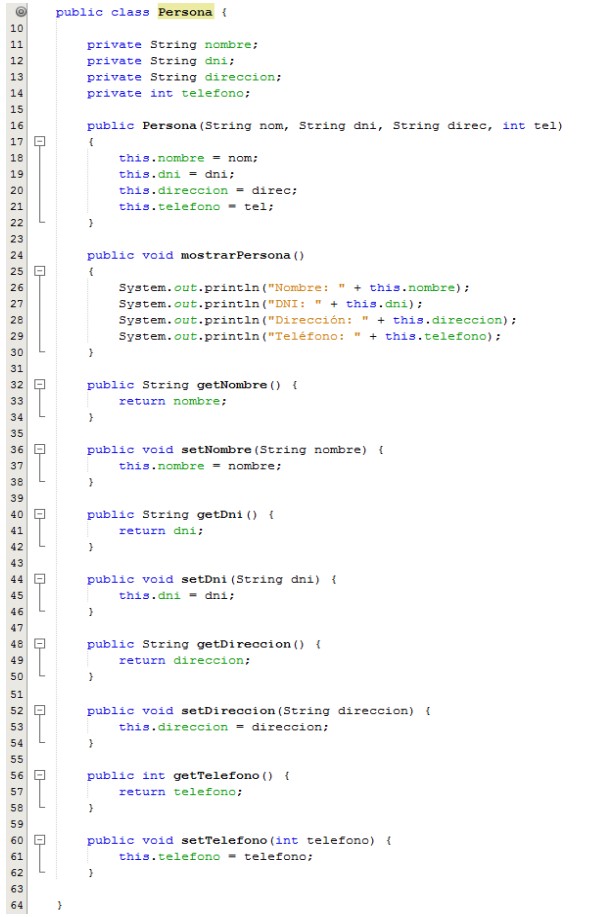 public class Persona {
10
11 private String nombre;
12 private String dni;
13 private String direccion;
14 private int telefono;
15
16 public Persona(String nom, String dni, String direc, int tel)
17 {
18 this.nombre = nom;
19 this.dni = dni;
20 this.direccion = direc;
21 this.telefono = tel;
22 }
23
24 public void mostrarPersona()
25 {
26 System.out.println("Nombre: " + this.nombre);
27 System.out.println("DNI: " + this.dni);
28 System.out.println("Dirección: " + this.direccion);
29 System.out.println("Teléfono: " + this.telefono);
30 }
31
32 public String getNombre() {
33 return nombre;
34 }
35
36 public void setNombre(String nombre) {
37 this.nombre = nombre;
38 }
39
40 public String getDni() {
41 return dni;
42 }
43
44 public void setDni(String dni) {
45 this.dni = dni;
46 }
47
48 public String getDireccion() {
49 return direccion;
50 }
51
52 public void setDireccion(String direccion) {
53 this.direccion = direccion;
54 }
55
56 public int getTelefono() {
57 return telefono;
58 }
59
60 public void setTelefono(int telefono) {
61 this.telefono = telefono;
62 }
63
64 }